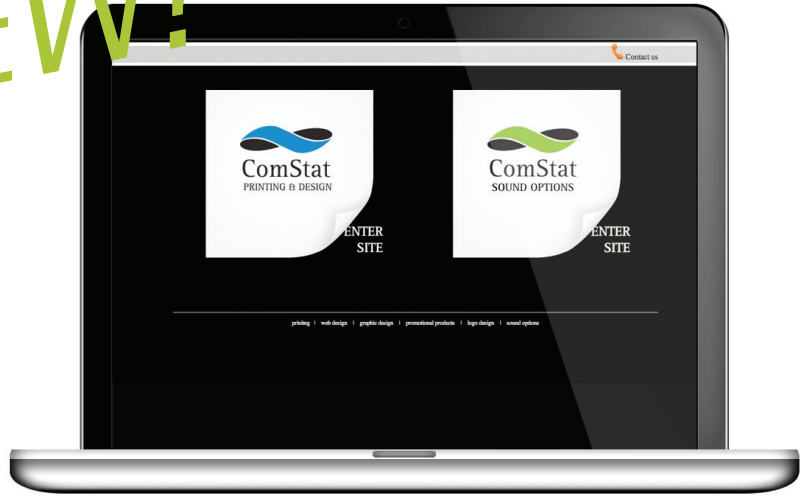 EW!
Contact us
ComStat
PRINTING & DESIGN
ENTER
SITE
ComStat
SOUND OPTIONS
ENTER
SITE
printing | web design | graphic design | promotional products | logo design | sound options